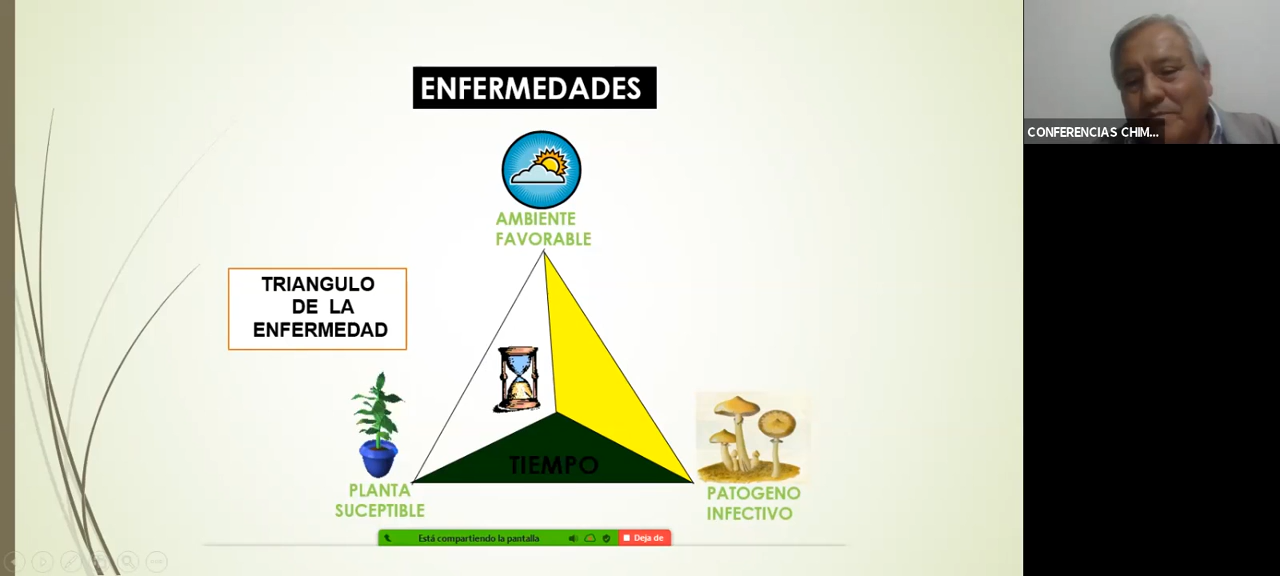 ENFERMEDADES
AMBIENTE
FAVORABLE
TRIANGULO
DE LA
ENFERMEDAD
TIEMPO
PLANTA
SUCEPTIBLE
PATOGENO
INFECTIVO
Está compartiendo la pantalla
Deja de
CONFERENCIAS CHIM...